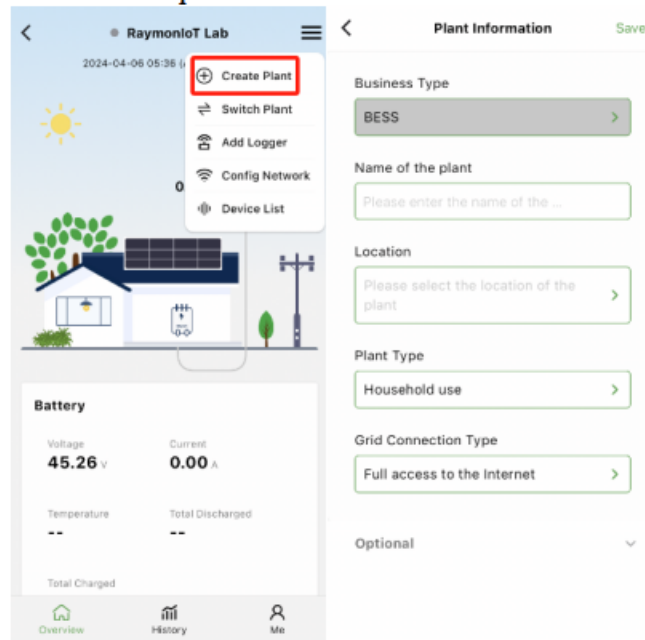 RaymonIoT Lab
2024-04-06 05:36
Create Plant
Switch Plant
Add Logger
Config Network
0
Device List
Battery
Voltage
Current
45.26 V
0.00 A
Temperature
Total Discharged
--
--
Total Charged
Overview
History
Me
Plant Information
Save
Business Type
BESS
Name of the plant
Please enter the name of the ...
Location
Please select the location of the
plant
Plant Type
Household use
Grid Connection Type
Full access to the Internet
Optional